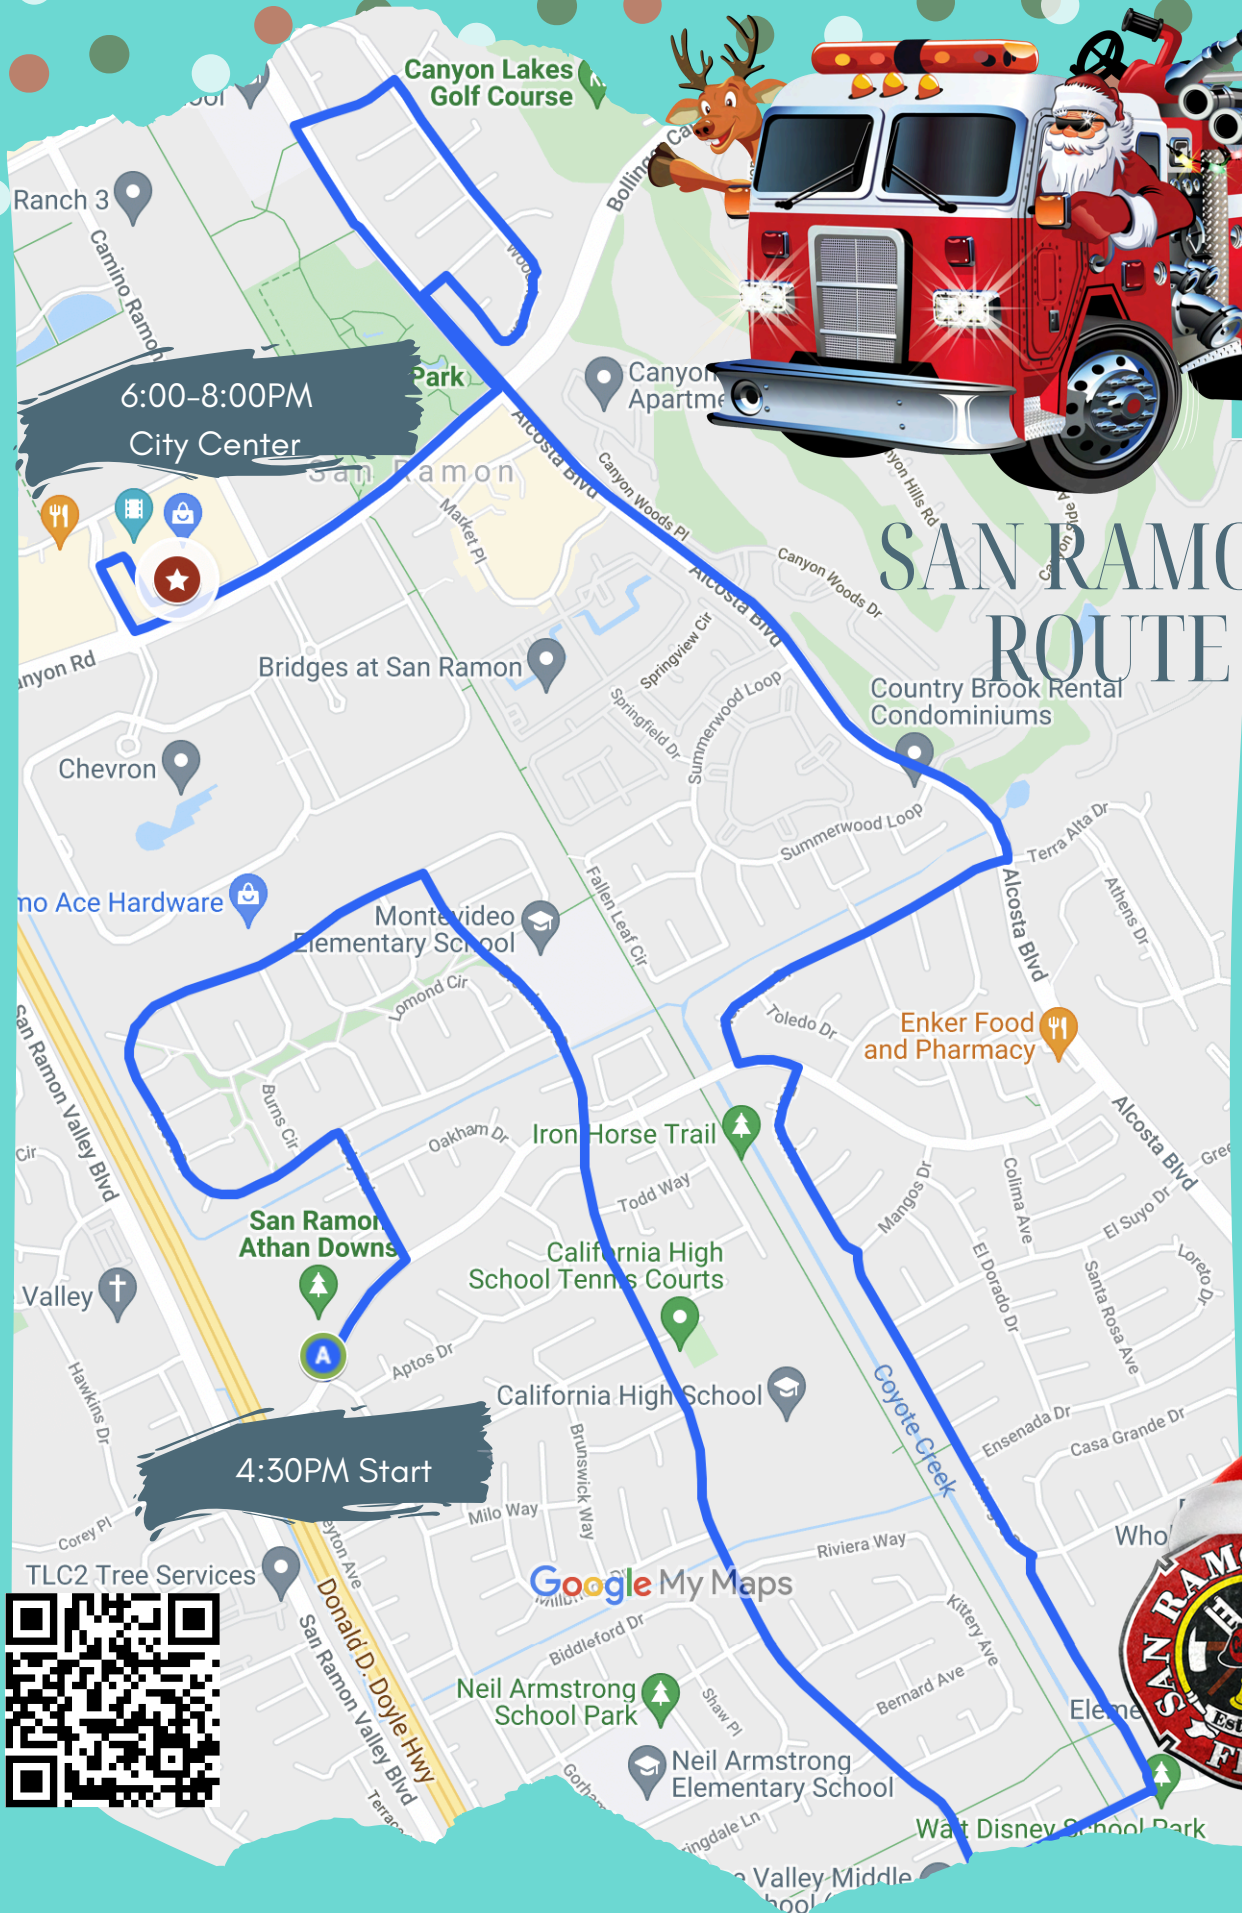 Canyon Lakes
Golf Course
Ranch 3
Camino Ramon
6:00-8:00PM
City Center
Park
San Ramon
Canyon
Alcosta Blvd
Canyon Woods Pl
Market Pl
SAN RAMO
ROUTE
Canyon Woods Dr
Alcosta Blvd
Springview Cir
Bridges at San Ramon
Springfield Dr
Summerwood Loop
Country Brook Rental
Condominiums
Chevron
Summerwood Loop
Terra Alta Dr
Athens Dr
Alcosta Blvd
mo Ace Hardware
Montevideo
Elementary School
Fallen Leaf Cir
Lomond Cir
Toledo Dr
Enker Food
and Pharmacy
San Ramon Valley Blvd
Burns Cir
Oakham Dr
Iron Horse Trail
Alcosta Blvd
Todd Way
Mangos Dr
Colima Ave
El Suyo Dr
Loreto Dr
San Ramon
Athan Downs
California High
School Tennis Courts
El Dorado Dr
Santa Rosa Ave
Valley
A
Aptos Dr
Hawkins Dr
California High School
Coyote Creek
Ensenada Dr
Casa Grande Dr
4:30PM Start
Brunswick Way
Milo Way
Corey Pl
Riviera Way
TLC2 Tree Services
Google My Maps
Donald D. Doyle Hwy
San Ramon Valley Blvd
Biddleford Dr
Kittery Ave
Bernard Ave
Neil Armstrong
School Park
Shaw Pl
SAN RAM
Neil Armstrong
Elementary School
Walt Disney School Park
Valley Middle